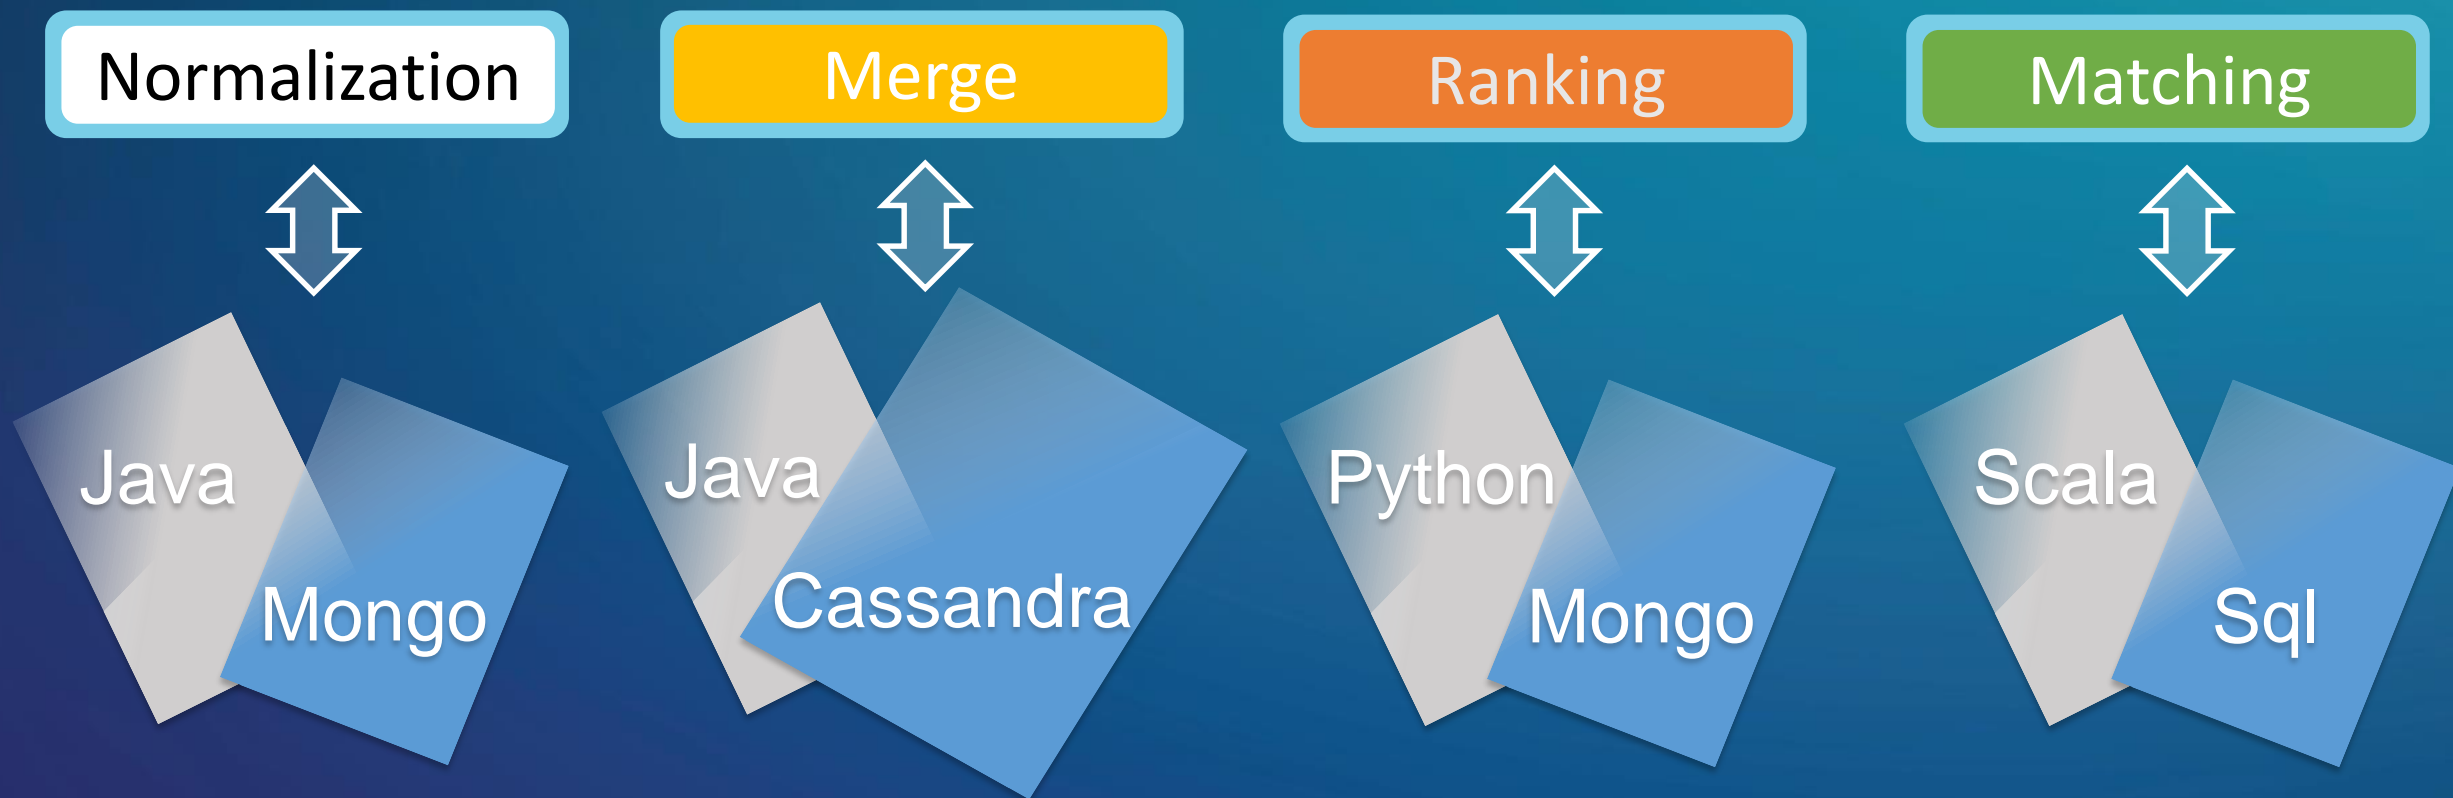 Normalization
Merge
Ranking
Matching
Java
Mongo
Java
Cassandra
Python
Mongo
Scala
Sql